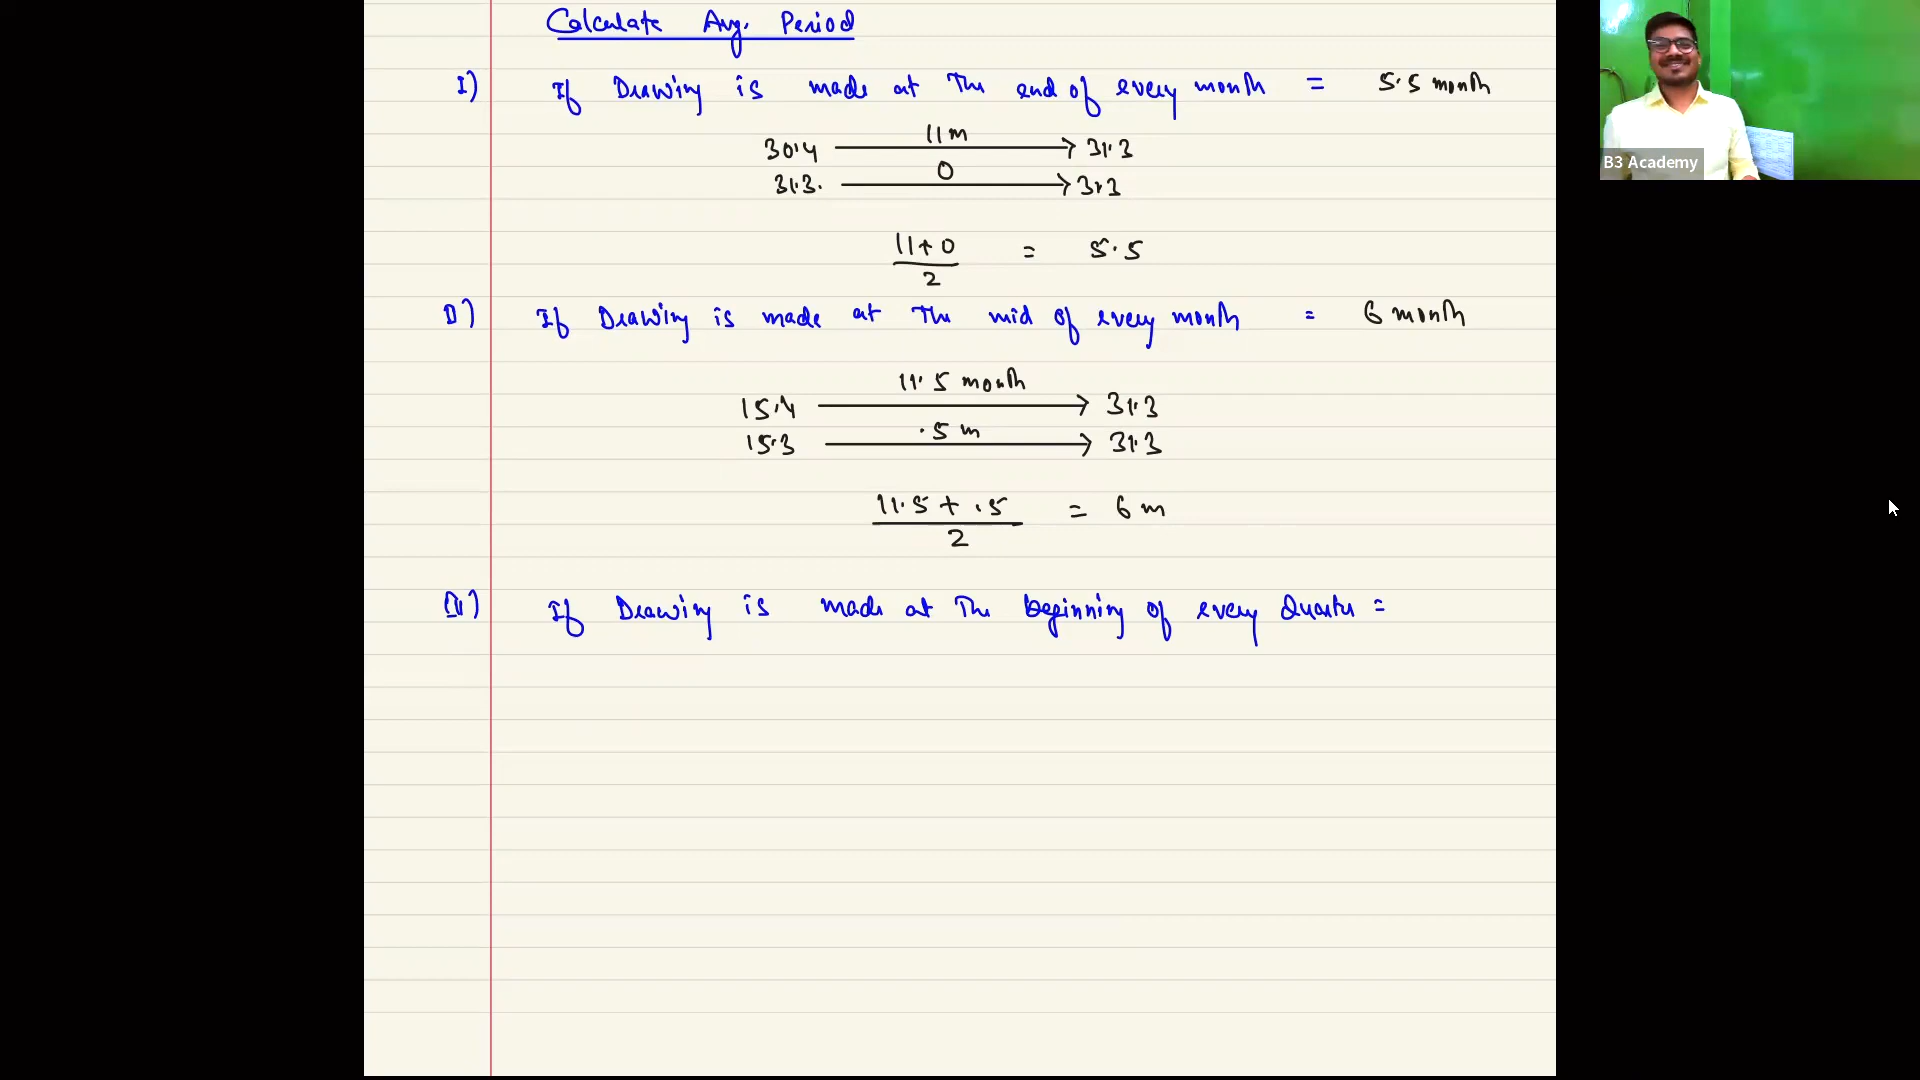 Calculate Avg. Period
I) If Drawing is made at The end of every month = 5.5 month
30.4 11m 31.3
31.3. 0 31.3
11+0 = 5.5
2
II) If Drawing is made at The mid of every month = 6 month
15.4 11.5 month 31.3
15.3 .5 m 31.3
11.5 + .5 = 6 m
2
III) If Drawing is made at The beginning of every Quarter =
B3 Academy